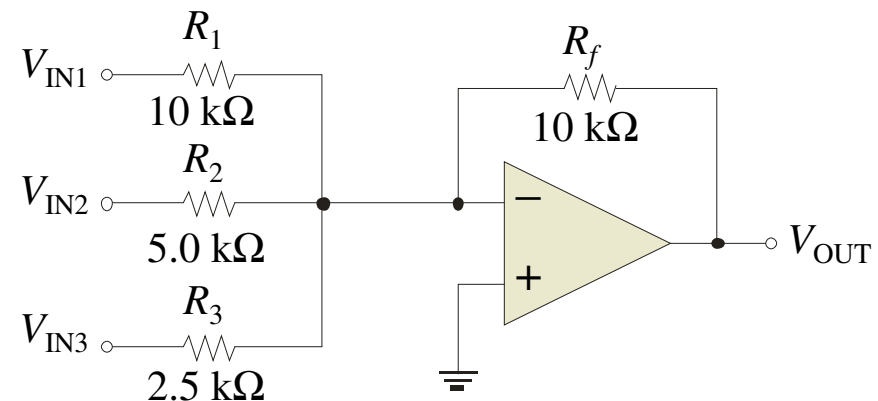 R1
VIN1
10 kΩ
Rf
10 kΩ
R2
VIN2
5.0 kΩ
−
+
VOUT
R3
VIN3
2.5 kΩ